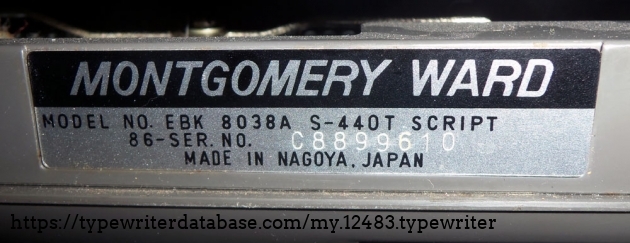 MONTGOMERY WARD
MODEL NO. EBK 8038A S-440T SCRIPT
86-SER. NO. C8899610
MADE IN NAGOYA, JAPAN
https://typewriterdatabase.com/my.12483.typewriter